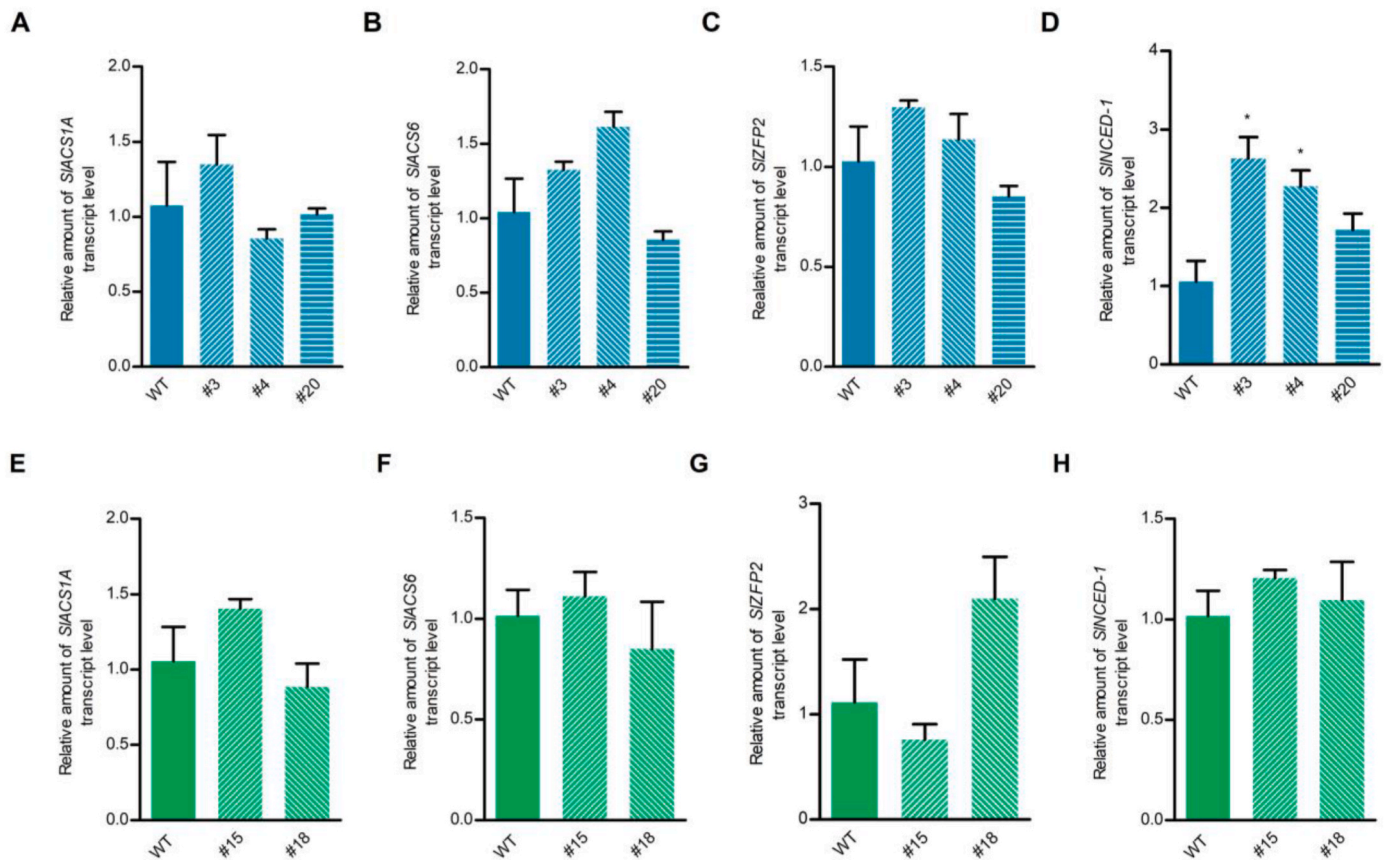 A
B
C
D
Relative amount of SlACS1A
transcript level
2.0
1.5
1.0
0.5
0.0
WT
#3
#4
#20
Relative amount of SlACS6
transcript level
2.0
1.5
1.0
0.5
0.0
WT
#3
#4
#20
Realative amount of SlZFP2
transcript level
1.5
1.0
0.5
0.0
WT
#3
#4
#20
Relative amount of SlNCED-1
transcript level
4
3
2
1
0
*
*
WT
#3
#4
#20
E
F
G
H
Relative amount of SlACS1A
transcript level
2.0
1.5
1.0
0.5
0.0
WT
#15
#18
Relative amount of SlACS6
transcript level
1.5
1.0
0.5
0.0
WT
#15
#18
Relative amount of SlZFP2
transcript level
3
2
1
0
WT
#15
#18
Relative amount of SlNCED-1
transcript level
1.5
1.0
0.5
0.0
WT
#15
#18